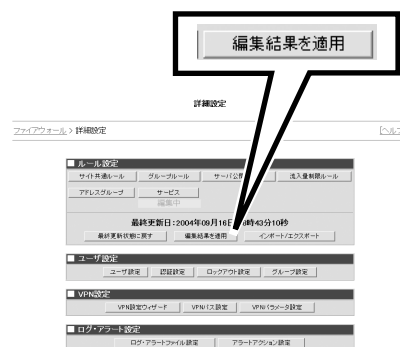 編集結果を適用
詳細設定
ファイアウォール > 詳細設定
[ヘルプ
■ ルール設定
サイト共通ルール グループルール サーバ公 流入量制限ルール
アドレスグループ サービス
編集中
最終更新日:2004年09月16日 8時43分10秒
最終更新状態に戻す 編集結果を適用 インポート/エクスポート
■ ユーザ設定
ユーザ設定 認証設定 ロックアウト設定 グループ設定
■ VPN設定
VPN設定ウィザード VPNパス設定 VPNパラメータ設定
■ ログ・アラート設定
ログ・アラートファイル設定 アラートアクション設定